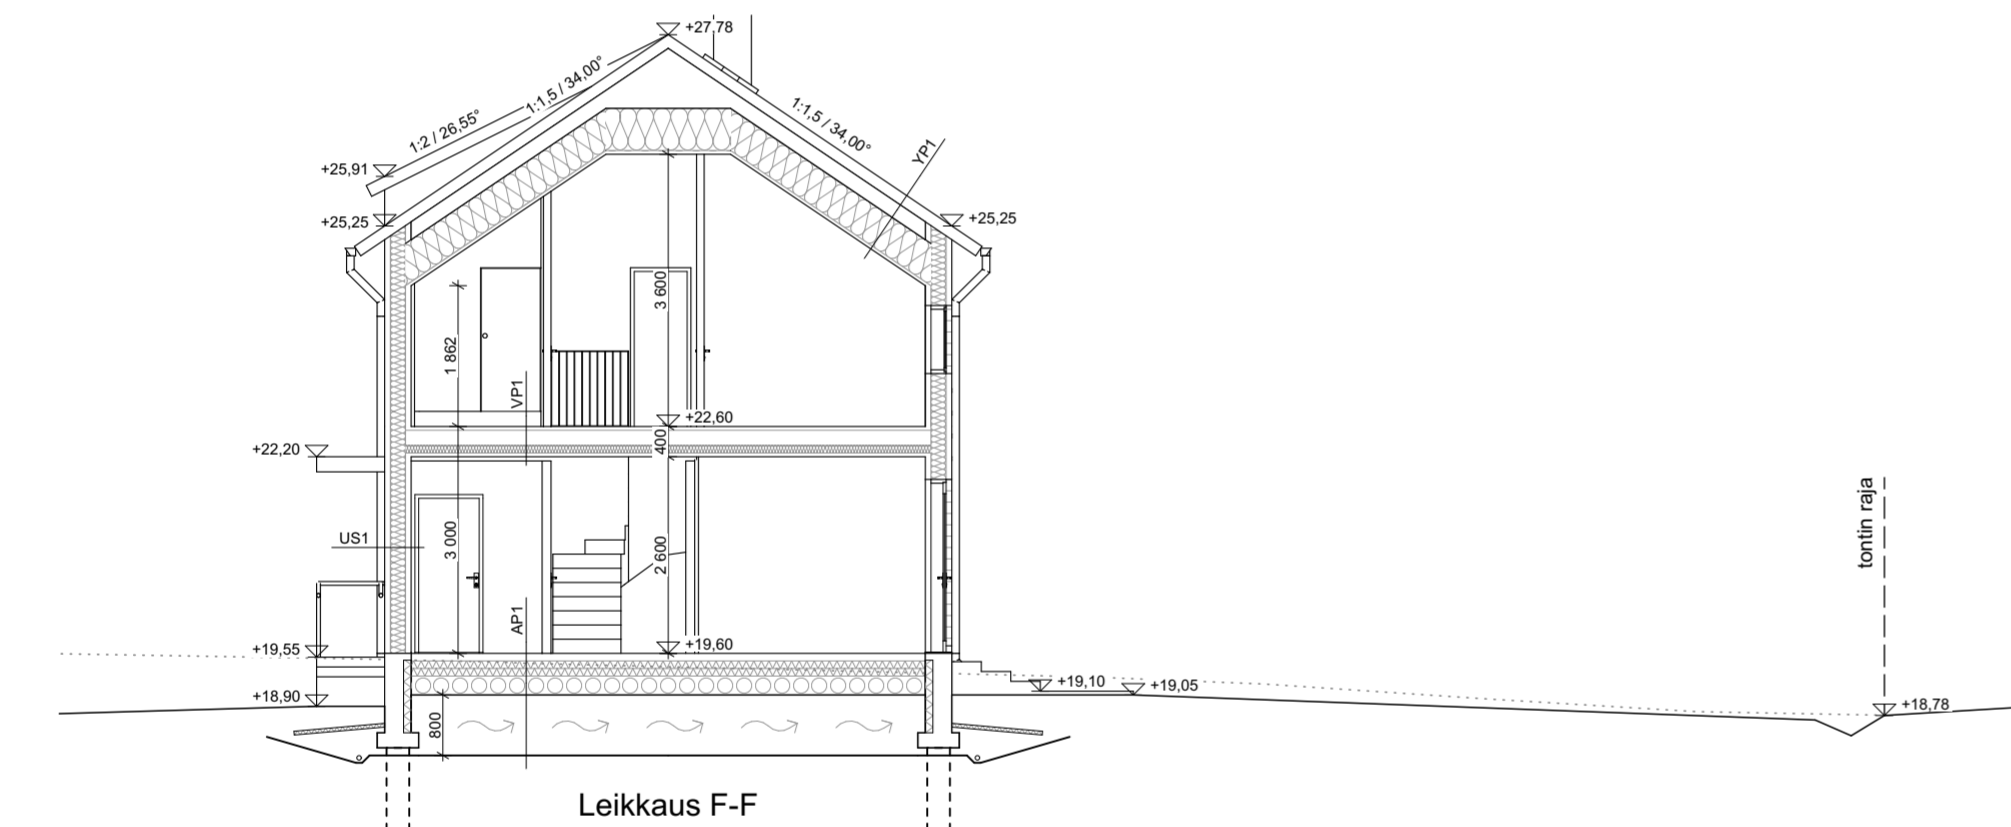 +27,78
1:1,5 / 34,00°
1:2 / 26,55°
1:1,5 / 34,00°
YP1
+25,91
+25,25
+25,25
3 600
1 862
VP1
+22,60
400
+22,20
tontin raja
US1
3 000
2 600
AP1
+19,55
+19,60
+19,10
+19,05
+18,90
+18,78
800
Leikkaus F-F